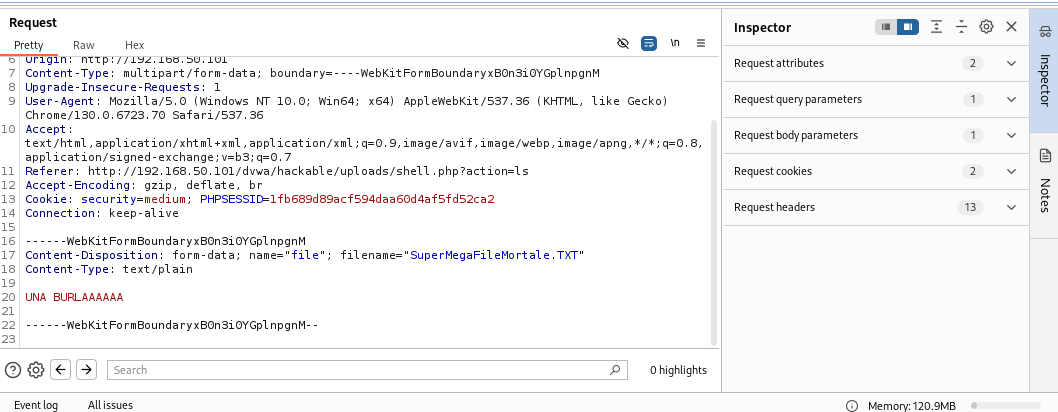 Request
Pretty Raw Hex
\n
6 Origin: http://192.168.50.101
7 Content-Type: multipart/form-data; boundary=----WebKitFormBoundaryxB0n3i0YGplnpgnM
8 Upgrade-Insecure-Requests: 1
9 User-Agent: Mozilla/5.0 (Windows NT 10.0; Win64; x64) AppleWebKit/537.36 (KHTML, like Gecko)
Chrome/130.0.6723.70 Safari/537.36
10 Accept:
text/html,application/xhtml+xml,application/xml;q=0.9,image/avif,image/webp,image/apng,*/*;q=0.8,
application/signed-exchange;v=b3;q=0.7
11 Referer: http://192.168.50.101/dvwa/hackable/uploads/shell.php?action=ls
12 Accept-Encoding: gzip, deflate, br
13 Cookie: security=medium; PHPSESSID=1fb689d89acf594daa60d4af5fd52ca2
14 Connection: keep-alive
15
16 ------WebKitFormBoundaryxB0n3i0YGplnpgnM
17 Content-Disposition: form-data; name="file"; filename="SuperMegaFileMortale.TXT"
18 Content-Type: text/plain
19
20 UNA BURLAAAAAA
21
22 ------WebKitFormBoundaryxB0n3i0YGplnpgnM--
23
Search
0 highlights
Inspector
Request attributes 2
Request query parameters 1
Request body parameters 1
Request cookies 2
Request headers 13
Inspector
Notes
Event log All issues
Memory: 120.9MB